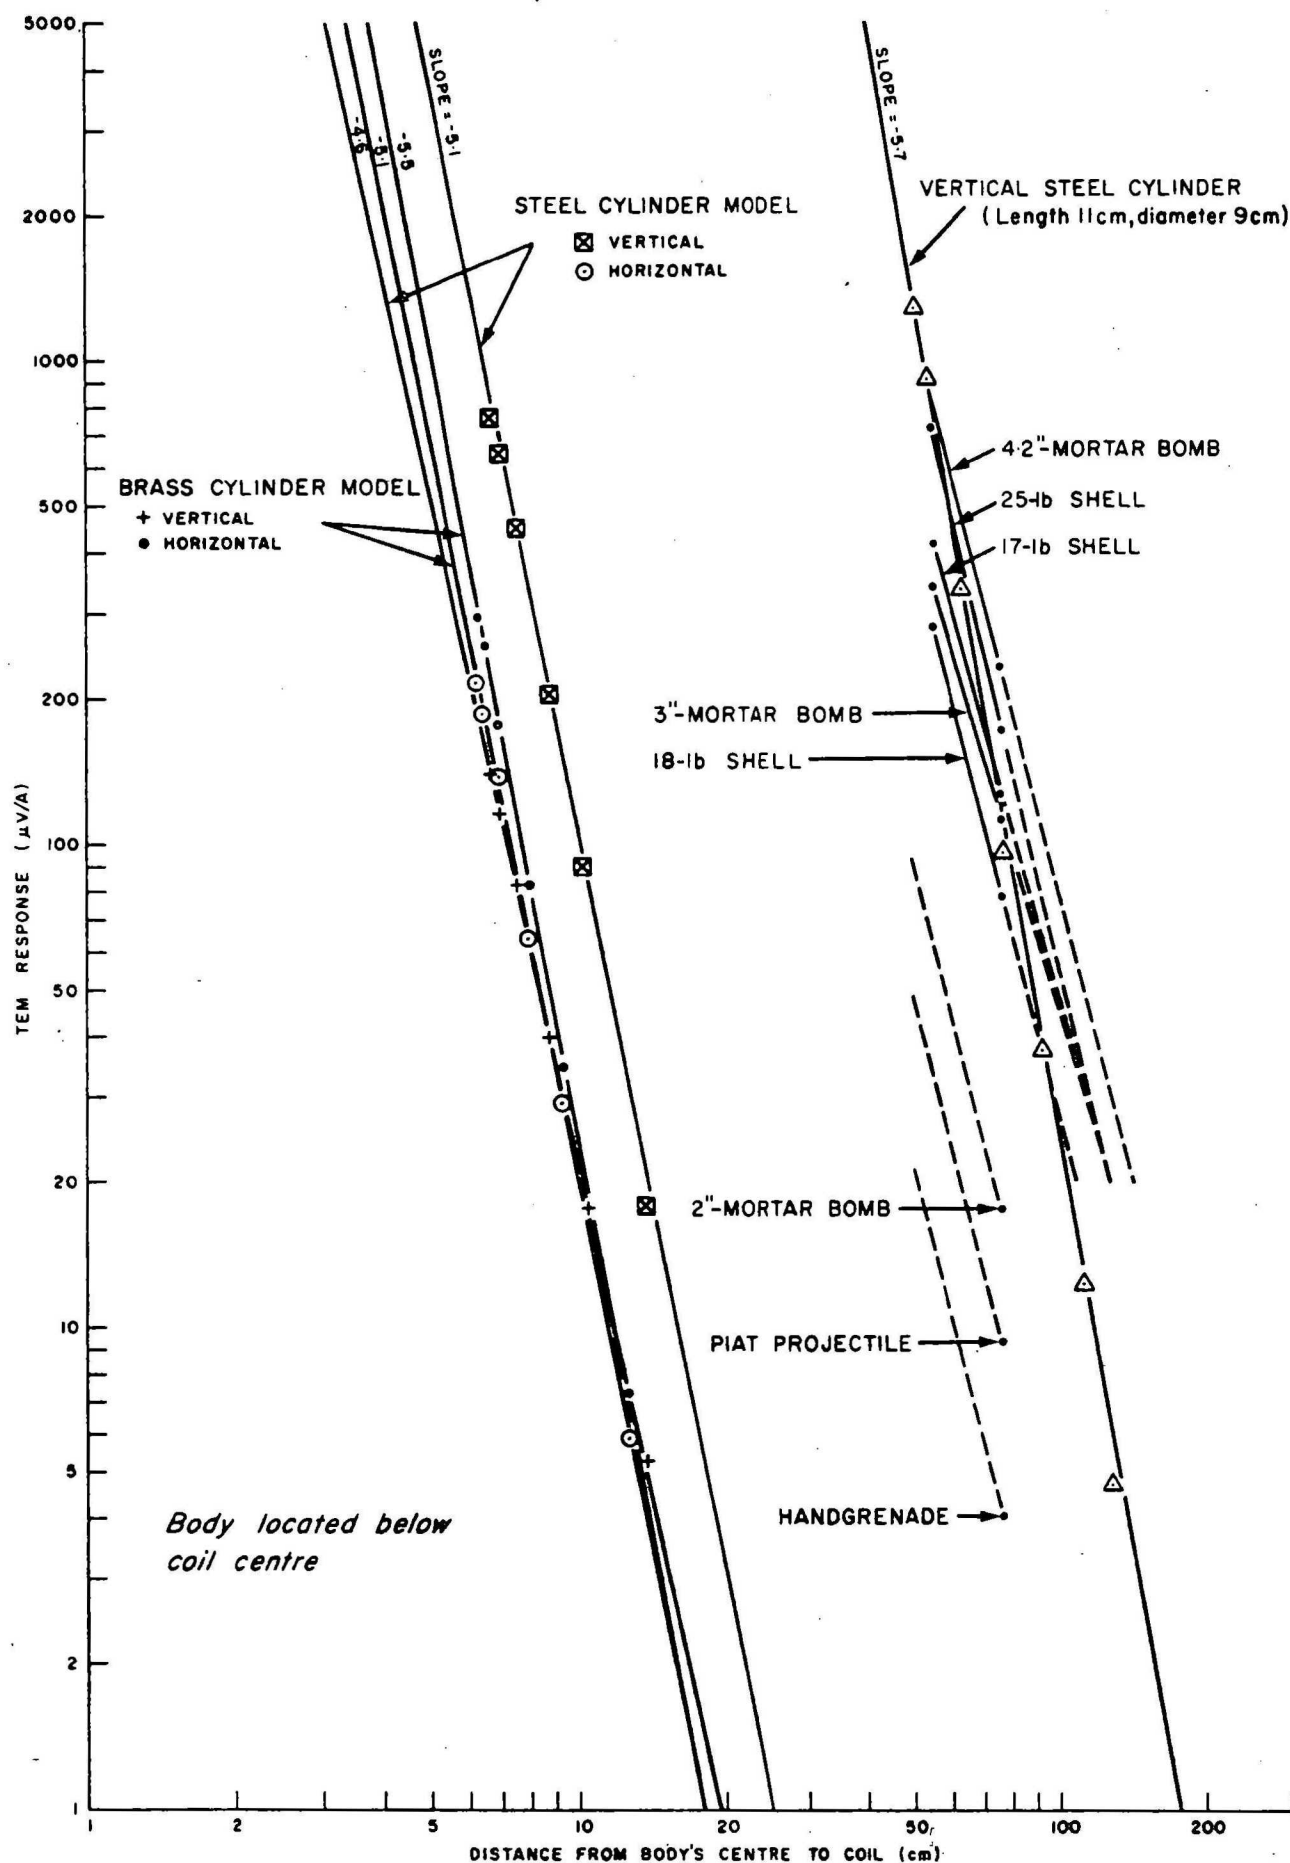 5000
2000
1000
500
200
100
50
20
10
5
2
1
TEM RESPONSE (μV/A)
-4·6
-5·1
-5·5
SLOPE = -5·1
SLOPE = -5·7
STEEL CYLINDER MODEL
VERTICAL
HORIZONTAL
VERTICAL STEEL CYLINDER
(Length 11cm, diameter 9cm)
BRASS CYLINDER MODEL
+ VERTICAL
• HORIZONTAL
4·2"-MORTAR BOMB
25-lb SHELL
17-lb SHELL
3"-MORTAR BOMB
18-lb SHELL
2"-MORTAR BOMB
PIAT PROJECTILE
HANDGRENADE
Body located below
coil centre
1 2 5 10 20 50 100 200
DISTANCE FROM BODY'S CENTRE TO COIL (cm)